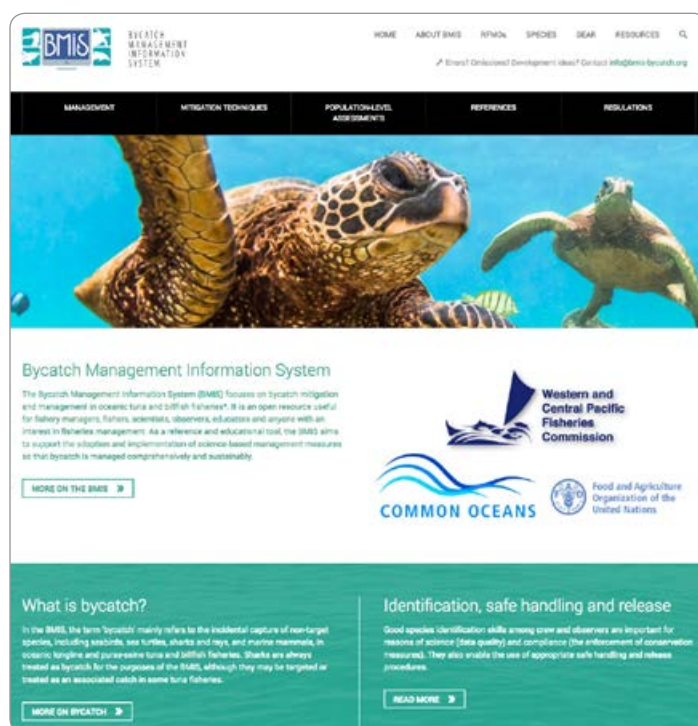 BMIS
BYCATCH
MANAGEMENT
INFORMATION
SYSTEM
HOME ABOUT BMIS RFMOs SPECIES GEAR RESOURCES
Errors? Omissions? Development ideas? Contact info@bmis-bycatch.org
MANAGEMENT MITIGATION TECHNIQUES POPULATION-LEVEL ASSESSMENTS REFERENCES REGULATIONS
Bycatch Management Information System
The Bycatch Management Information System (BMIS) focuses on bycatch mitigation
and management in oceanic tuna and billfish fisheries*. It is an open resource useful
for fishery managers, fishers, scientists, observers, educators and anyone with an
interest in fisheries management. As a reference and educational tool, the BMIS aims
to support the adoption and implementation of science-based management measures
so that bycatch is managed comprehensively and sustainably.
MORE ON THE BMIS »
Western and
Central Pacific
Fisheries
Commission
COMMON OCEANS
Food and Agriculture
Organization of the
United Nations
What is bycatch?
In the BMIS, the term 'bycatch' mainly refers to the incidental capture of non-target
species, including seabirds, sea turtles, sharks and rays, and marine mammals, in
oceanic longline and purse-seine tuna and billfish fisheries. Sharks are always
treated as bycatch for the purposes of the BMIS, although they may be targeted or
treated as an associated catch in some tuna fisheries.
MORE ON BYCATCH »
Identification, safe handling and release
Good species identification skills among crew and observers are important for
reasons of science (data quality) and compliance (the enforcement of conservation
measures). They also enable the use of appropriate safe handling and release
procedures.
READ MORE »